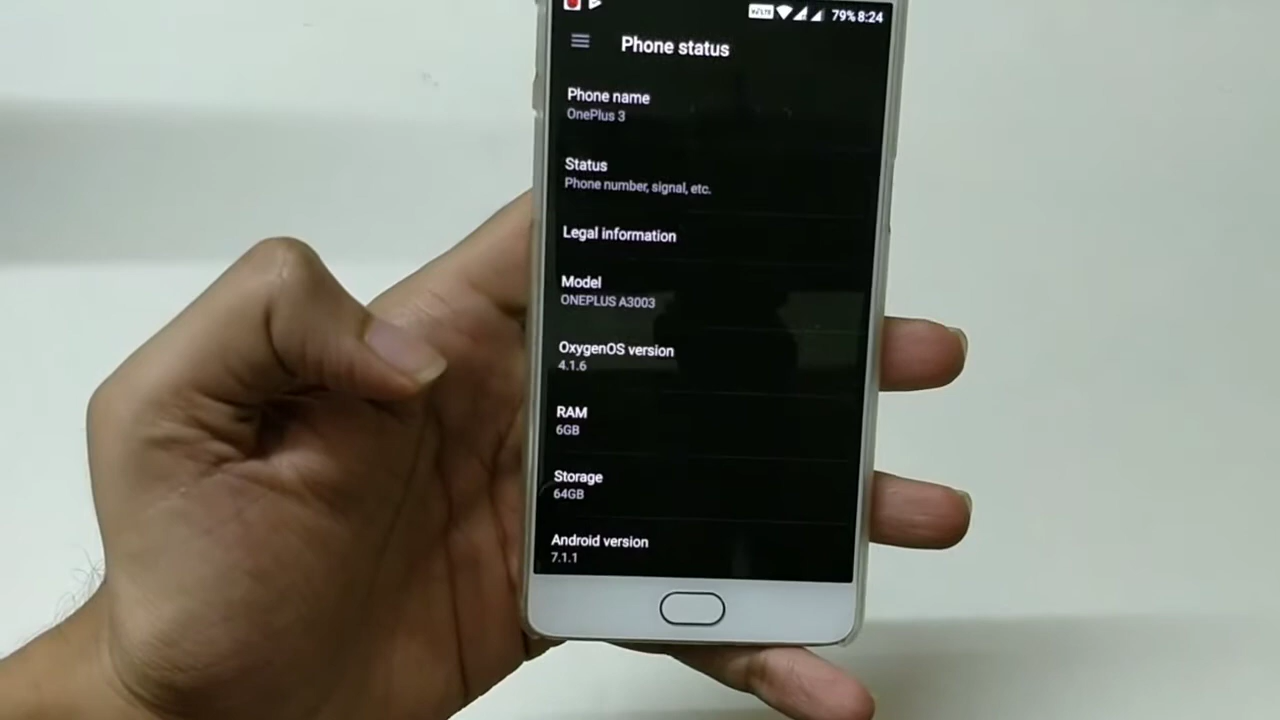 VoLTE 79% 8:24
Phone status
Phone name
OnePlus 3
Status
Phone number, signal, etc.
Legal information
Model
ONEPLUS A3003
OxygenOS version
4.1.6
RAM
6GB
Storage
64GB
Android version
7.1.1